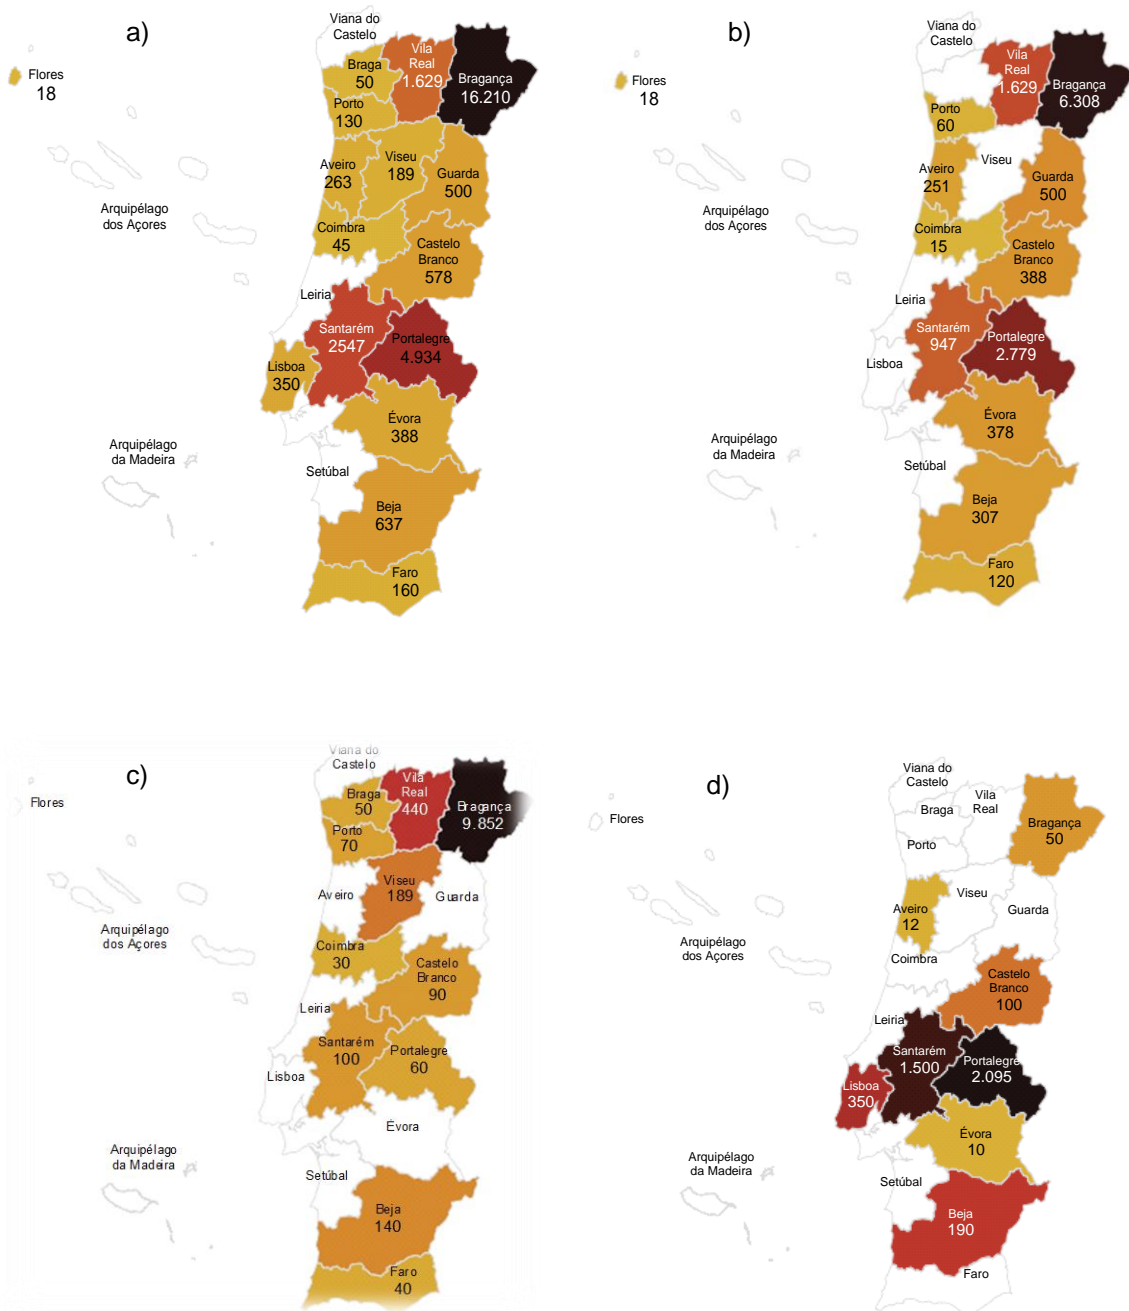 a)
Viana do
Castelo
Flores
18
Braga
50
Vila
Real
1.629
Bragança
16.210
Porto
130
Aveiro
263
Viseu
189
Guarda
500
Arquipélago
dos Açores
Coimbra
45
Castelo
Branco
578
Leiria
Santarém
2547
Portalegre
4.934
Lisboa
350
Évora
388
Arquipélago
da Madeira
Setúbal
Beja
637
Faro
160
b)
Viana do
Castelo
Flores
18
Vila
Real
1.629
Bragança
6.308
Porto
60
Aveiro
251
Viseu
Guarda
500
Arquipélago
dos Açores
Coimbra
15
Castelo
Branco
388
Leiria
Santarém
947
Portalegre
2.779
Lisboa
Évora
378
Arquipélago
da Madeira
Setúbal
Beja
307
Faro
120
c)
Viana do
Castelo
Flores
Braga
50
Vila
Real
440
Bragança
9.852
Porto
70
Aveiro
Viseu
189
Guarda
Arquipélago
dos Açores
Coimbra
30
Castelo
Branco
90
Leiria
Santarém
100
Portalegre
60
Lisboa
Évora
Arquipélago
da Madeira
Setúbal
Beja
140
Faro
40
d)
Viana do
Castelo
Flores
Braga
Vila
Real
Bragança
50
Porto
Aveiro
12
Viseu
Guarda
Arquipélago
dos Açores
Coimbra
Castelo
Branco
100
Leiria
Santarém
1.500
Portalegre
2.095
Lisboa
350
Évora
10
Arquipélago
da Madeira
Setúbal
Beja
190
Faro